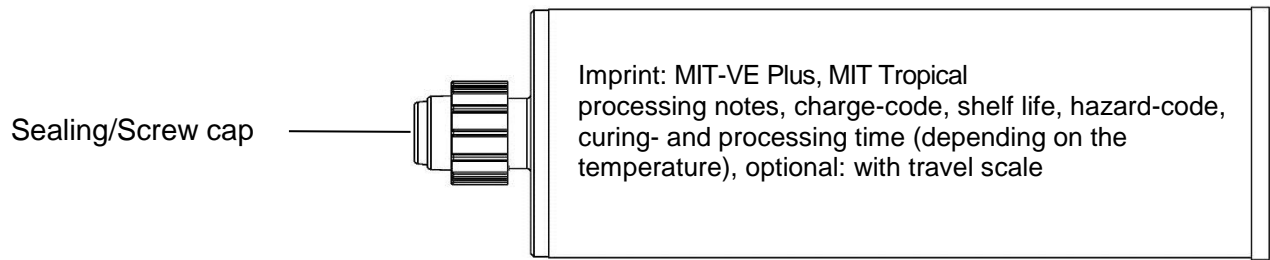 Imprint: MIT-VE Plus, MIT Tropical
processing notes, charge-code, shelf life, hazard-code,
Sealing/Screw cap
curing- and processing time (depending on the
temperature), optional: with travel scale